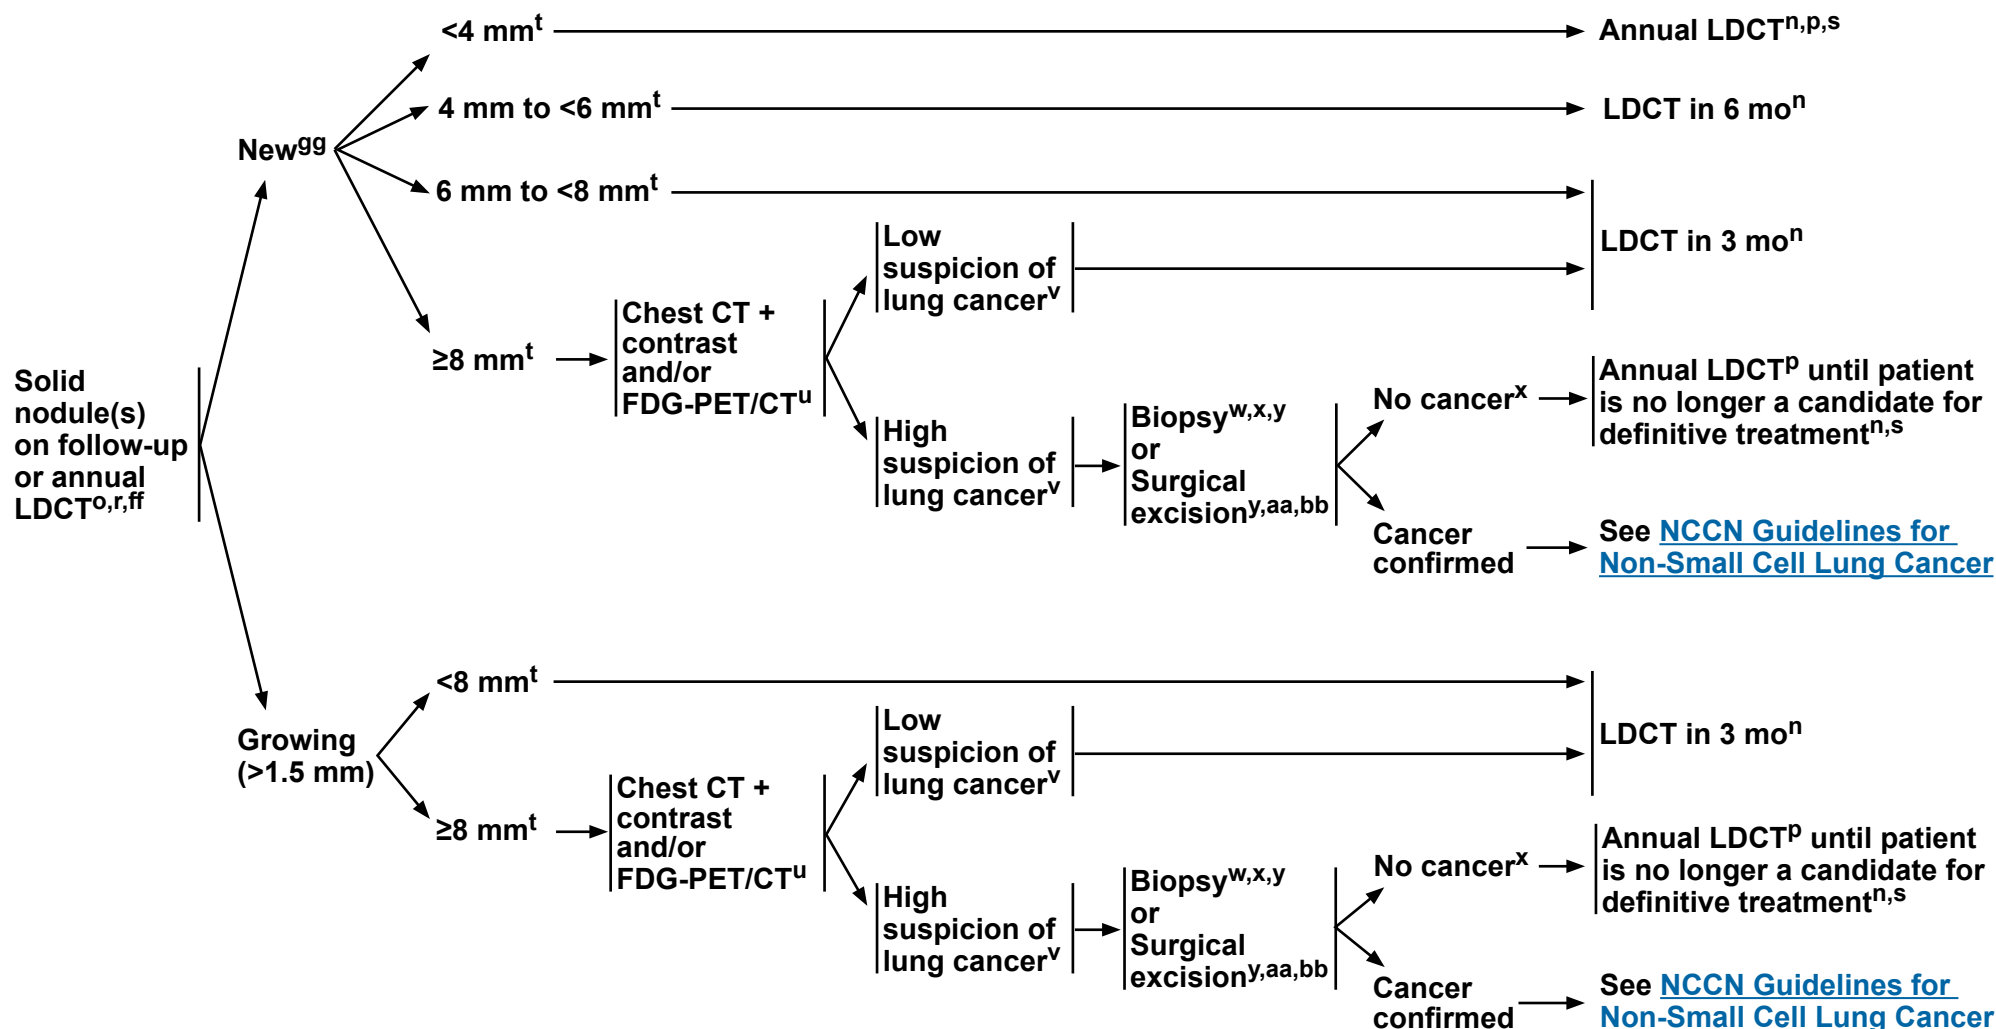 <4 mmt
Annual LDCTn,p,s
4 mm to <6 mmt
LDCT in 6 mon
Newgg
6 mm to <8 mmt
LDCT in 3 mon
Low
suspicion of
lung cancerv
≥8 mmt
Chest CT +
contrast
and/or
FDG-PET/CTu
Solid
nodule(s)
on follow-up
or annual
LDCTo,r,ff
High
suspicion of
lung cancerv
Biopsyw,x,y
or
Surgical
excisiony,aa,bb
No cancerx
Annual LDCTp until patient
is no longer a candidate for
definitive treatmentn,s
Cancer
confirmed
See NCCN Guidelines for
Non-Small Cell Lung Cancer
Growing
(>1.5 mm)
<8 mmt
LDCT in 3 mon
Low
suspicion of
lung cancerv
≥8 mmt
Chest CT +
contrast
and/or
FDG-PET/CTu
High
suspicion of
lung cancerv
Biopsyw,x,y
or
Surgical
excisiony,aa,bb
No cancerx
Annual LDCTp until patient
is no longer a candidate for
definitive treatmentn,s
Cancer
confirmed
See NCCN Guidelines for
Non-Small Cell Lung Cancer